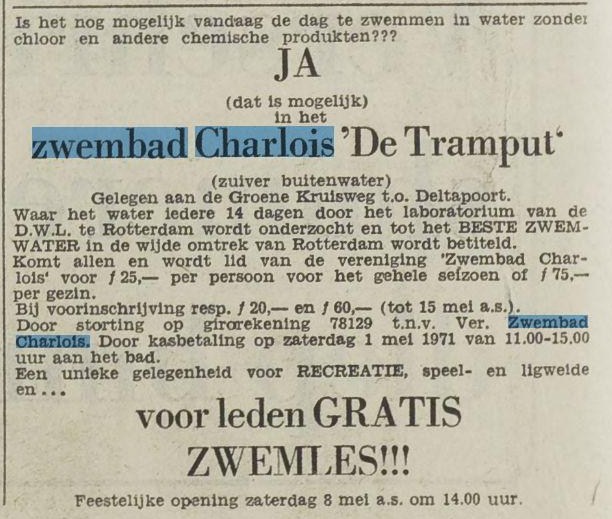 Is het nog mogelijk vandaag de dag te zwemmen in water zonder
chloor en andere chemische produkten???
JA
(dat is mogelijk)
in het
zwembad Charlois 'De Tramput'
(zuiver buitenwater)
Gelegen aan de Groene Kruisweg t.o. Deltapoort.
Waar het water iedere 14 dagen door het laboratorium van de
D.W.L. te Rotterdam wordt onderzocht en tot het BESTE ZWEM-
WATER in de wijde omtrek van Rotterdam wordt betiteld.
Komt allen en wordt lid van de vereniging 'Zwembad Char-
lois' voor ƒ 25,— per persoon voor het gehele seizoen of ƒ 75,—
per gezin.
Bij voorinschrijving resp. ƒ 20,— en ƒ 60,— (tot 15 mei a.s.).
Door storting op girorekening 78129 t.n.v. Ver. Zwembad
Charlois. Door kasbetaling op zaterdag 1 mei 1971 van 11.00-15.00
uur aan het bad.
Een unieke gelegenheid voor RECREATIE, speel- en ligweide
en ...
voor leden GRATIS
ZWEMLES!!!
Feestelijke opening zaterdag 8 mei a.s. om 14.00 uur.